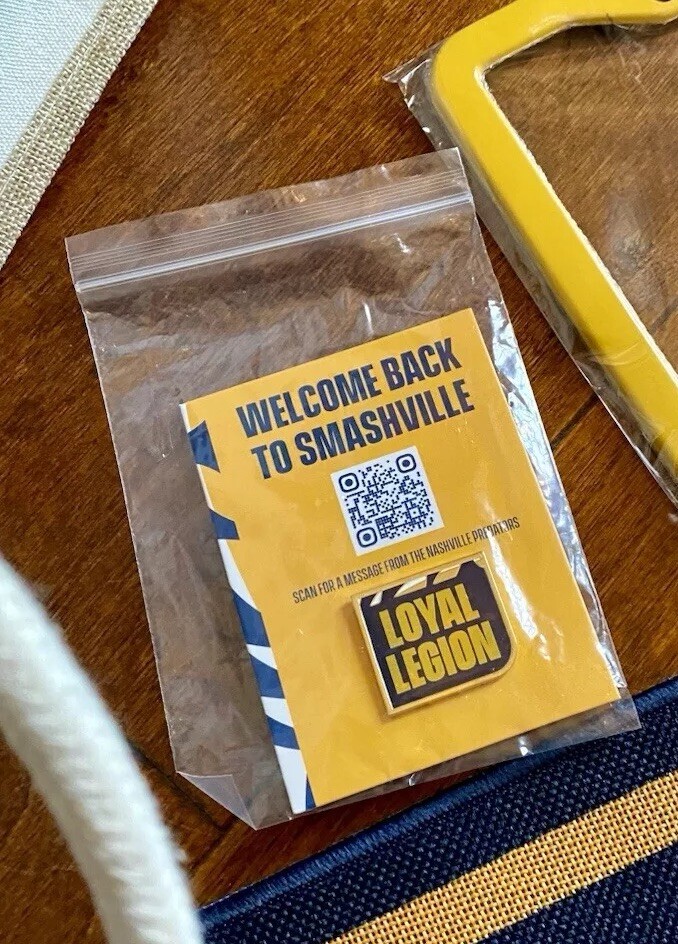 WELCOME BACK
TO SMASHVILLE
SCAN FOR A MESSAGE FROM THE NASHVILLE PREDATORS
LOYAL
LEGION